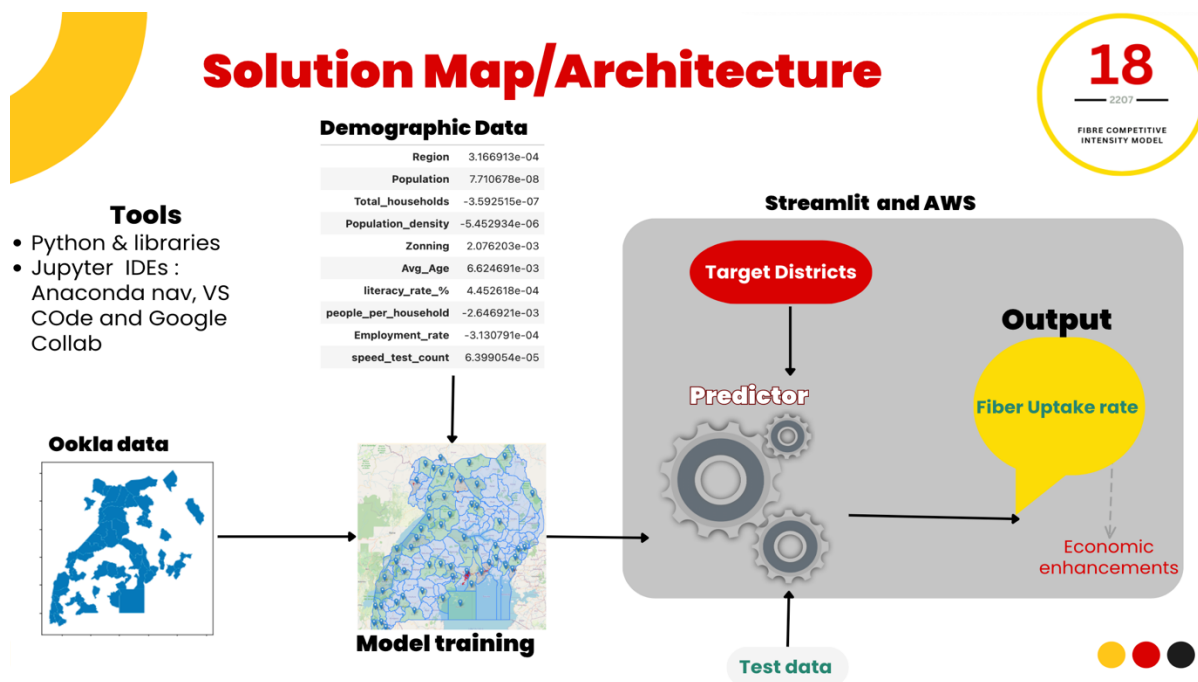 Solution Map/Architecture
18
2207
FIBRE COMPETITIVE
INTENSITY MODEL
Demographic Data
Region 3.166913e-04
Population 7.710678e-08
Total_households -3.592515e-07
Population_density -5.452934e-06
Zonning 2.076203e-03
Avg_Age 6.624691e-03
literacy_rate_% 4.452618e-04
people_per_household -2.646921e-03
Employment_rate -3.130791e-04
speed_test_count 6.399054e-05
Tools
• Python & libraries
• Jupyter IDEs :
Anaconda nav, VS
COde and Google
Collab
Streamlit and AWS
Target Districts
Predictor
Output
Fiber Uptake rate
Economic
enhancements
Ookla data
Model training
Test data